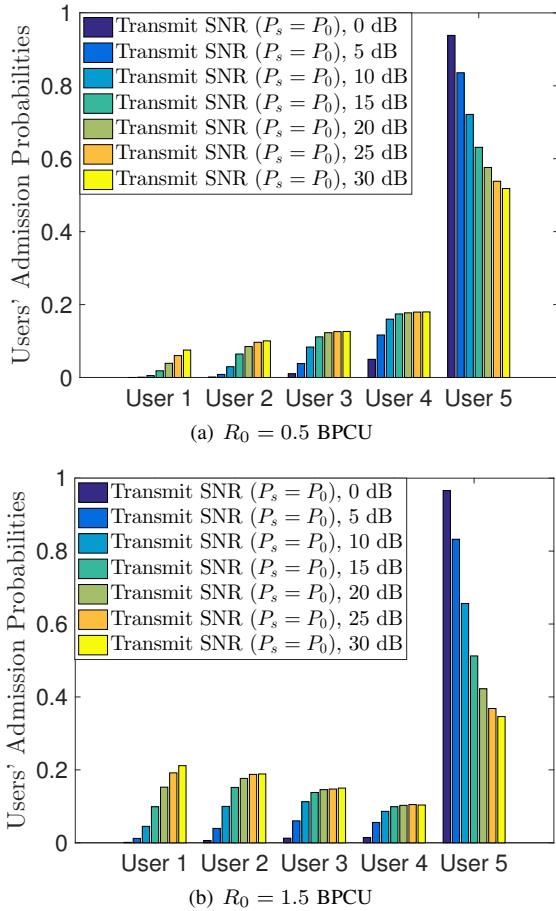 1
Transmit SNR (P_s = P_0), 0 dB
Transmit SNR (P_s = P_0), 5 dB
0.8
Transmit SNR (P_s = P_0), 10 dB
Transmit SNR (P_s = P_0), 15 dB
0.6
Transmit SNR (P_s = P_0), 20 dB
Transmit SNR (P_s = P_0), 25 dB
Transmit SNR (P_s = P_0), 30 dB
0.4
0.2
0
Users' Admission Probabilities
User 1 User 2 User 3 User 4 User 5
(a) R_0 = 0.5 BPCU
1
Transmit SNR (P_s = P_0), 0 dB
Transmit SNR (P_s = P_0), 5 dB
0.8
Transmit SNR (P_s = P_0), 10 dB
Transmit SNR (P_s = P_0), 15 dB
0.6
Transmit SNR (P_s = P_0), 20 dB
Transmit SNR (P_s = P_0), 25 dB
Transmit SNR (P_s = P_0), 30 dB
0.4
0.2
0
Users' Admission Probabilities
User 1 User 2 User 3 User 4 User 5
(b) R_0 = 1.5 BPCU